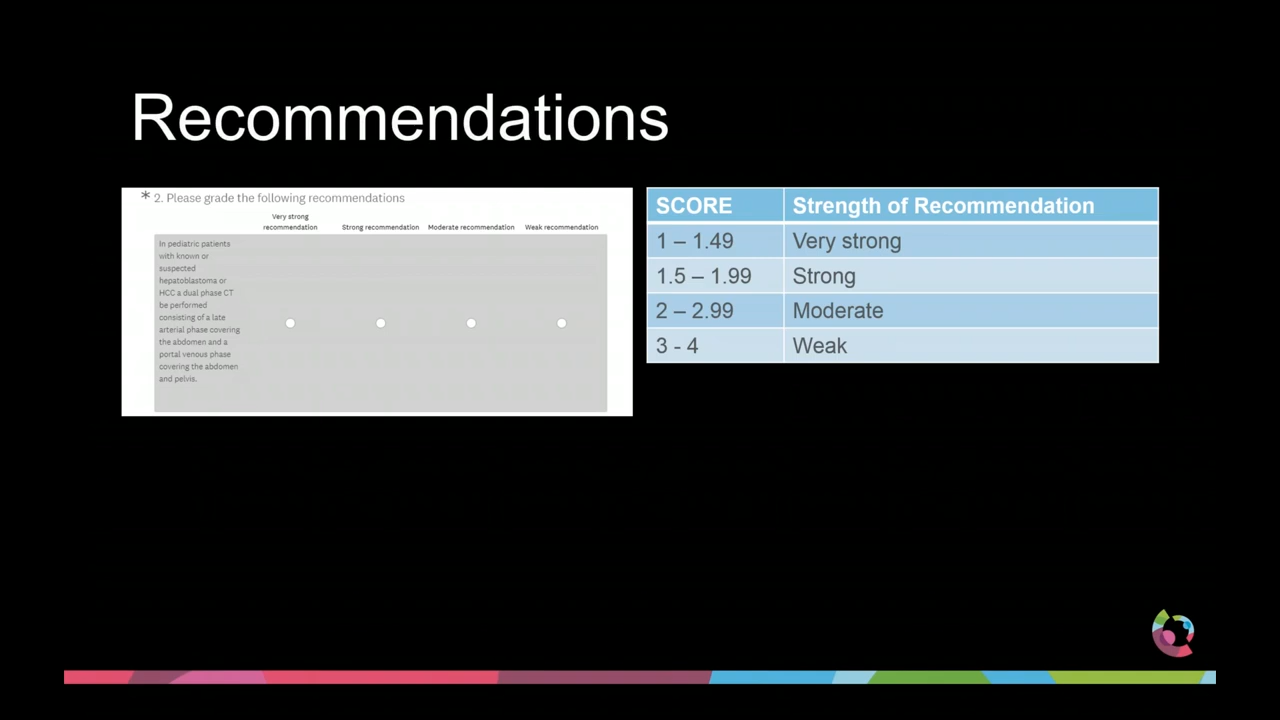 Recommendations
* 2. Please grade the following recommendations
Very strong
recommendation
Strong recommendation
Moderate recommendation
Weak recommendation
In pediatric patients
with known or
suspected
hepatoblastoma or
HCC a dual phase CT
be performed
consisting of a late
arterial phase covering
the abdomen and a
portal venous phase
covering the abdomen
and pelvis.
SCORE Strength of Recommendation
1 – 1.49 Very strong
1.5 – 1.99 Strong
2 – 2.99 Moderate
3 - 4 Weak